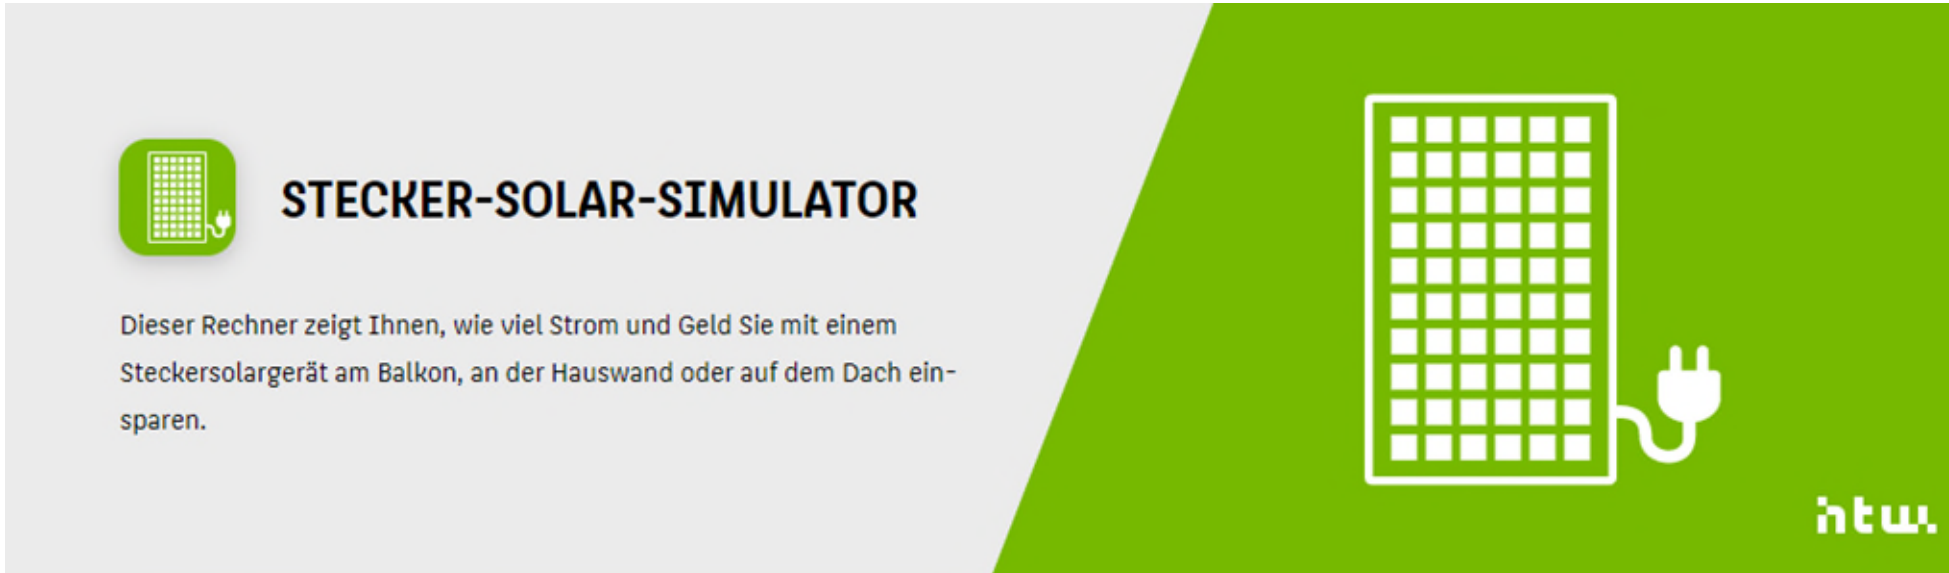 STECKER-SOLAR-SIMULATOR
Dieser Rechner zeigt Ihnen, wie viel Strom und Geld Sie mit einem
Steckersolargerät am Balkon, an der Hauswand oder auf dem Dach ein-
sparen.
htw.